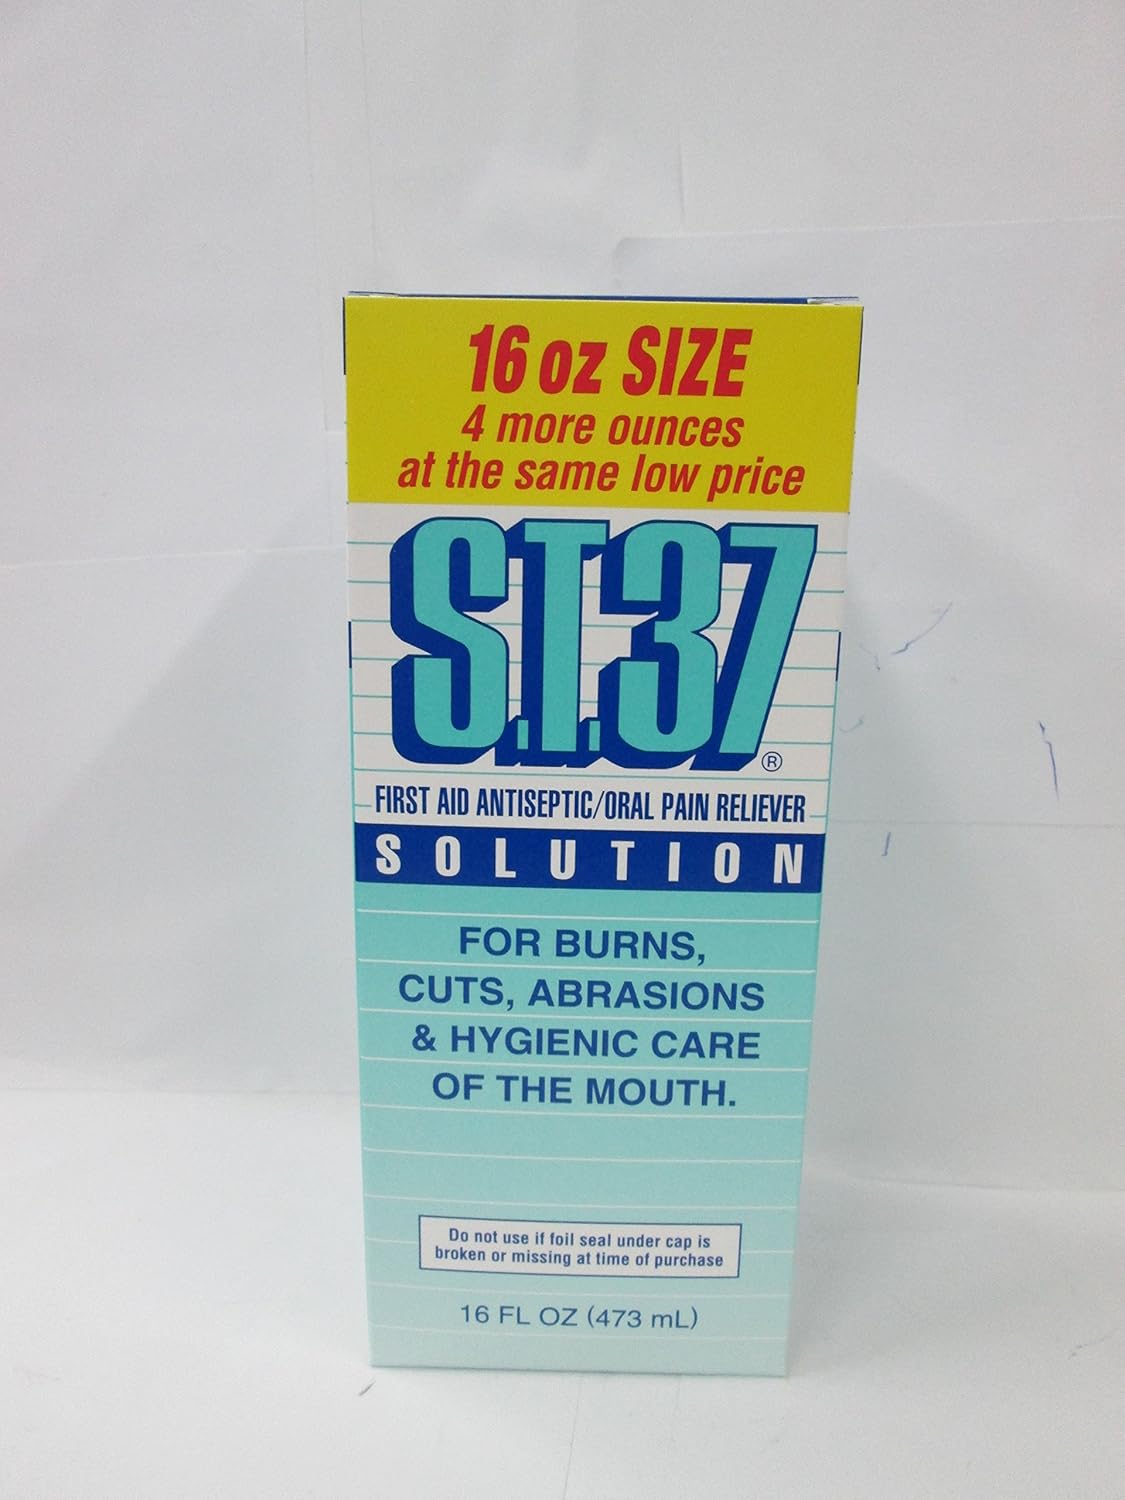 16 oz SIZE
4 more ounces
at the same low price
S.T.37®
FIRST AID ANTISEPTIC/ORAL PAIN RELIEVER
SOLUTION
FOR BURNS,
CUTS, ABRASIONS
& HYGIENIC CARE
OF THE MOUTH.
Do not use if foil seal under cap is
broken or missing at time of purchase
16 FL OZ (473 mL)